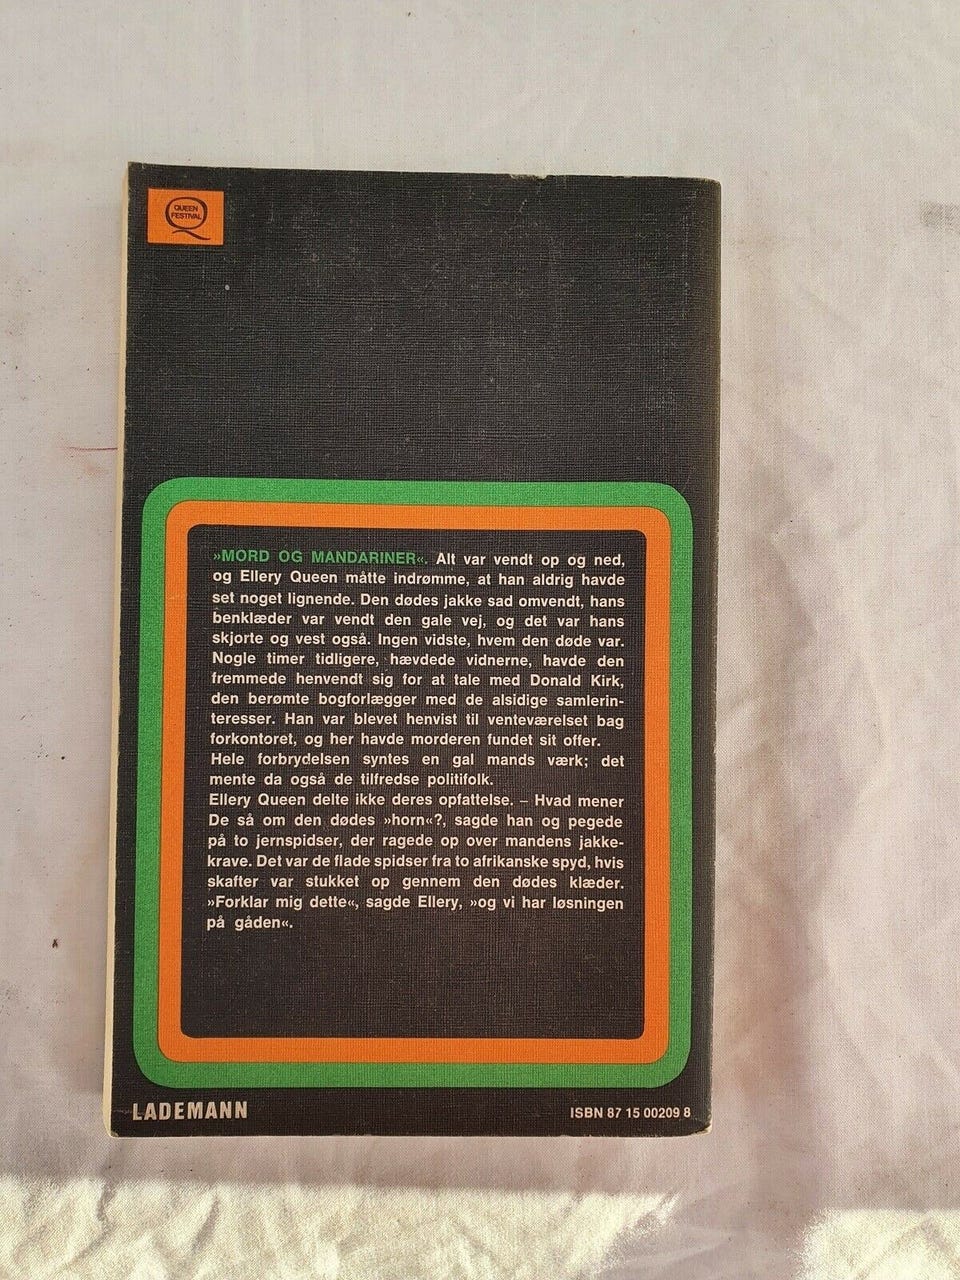 QUEEN
FESTIVAL
»MORD OG MANDARINER«. Alt var vendt op og ned,
og Ellery Queen måtte indrømme, at han aldrig havde
set noget lignende. Den dødes jakke sad omvendt, hans
benklæder var vendt den gale vej, og det var hans
skjorte og vest også. Ingen vidste, hvem den døde var.
Nogle timer tidligere, hævdede vidnerne, havde den
fremmede henvendt sig for at tale med Donald Kirk,
den berømte bogforlægger med de alsidige samlerin-
teresser. Han var blevet henvist til venteværelset bag
forkontoret, og her havde morderen fundet sit offer.
Hele forbrydelsen syntes en gal mands værk; det
mente da også de tilfredse politifolk.
Ellery Queen delte ikke deres opfattelse. – Hvad mener
De så om den dødes »horn«?, sagde han og pegede
på to jernspidser, der ragede op over mandens jakke-
krave. Det var de flade spidser fra to afrikanske spyd, hvis
skafter var stukket op gennem den dødes klæder.
»Forklar mig dette«, sagde Ellery, »og vi har løsningen
på gåden«.
LADEMANN
ISBN 87 15 00209 8